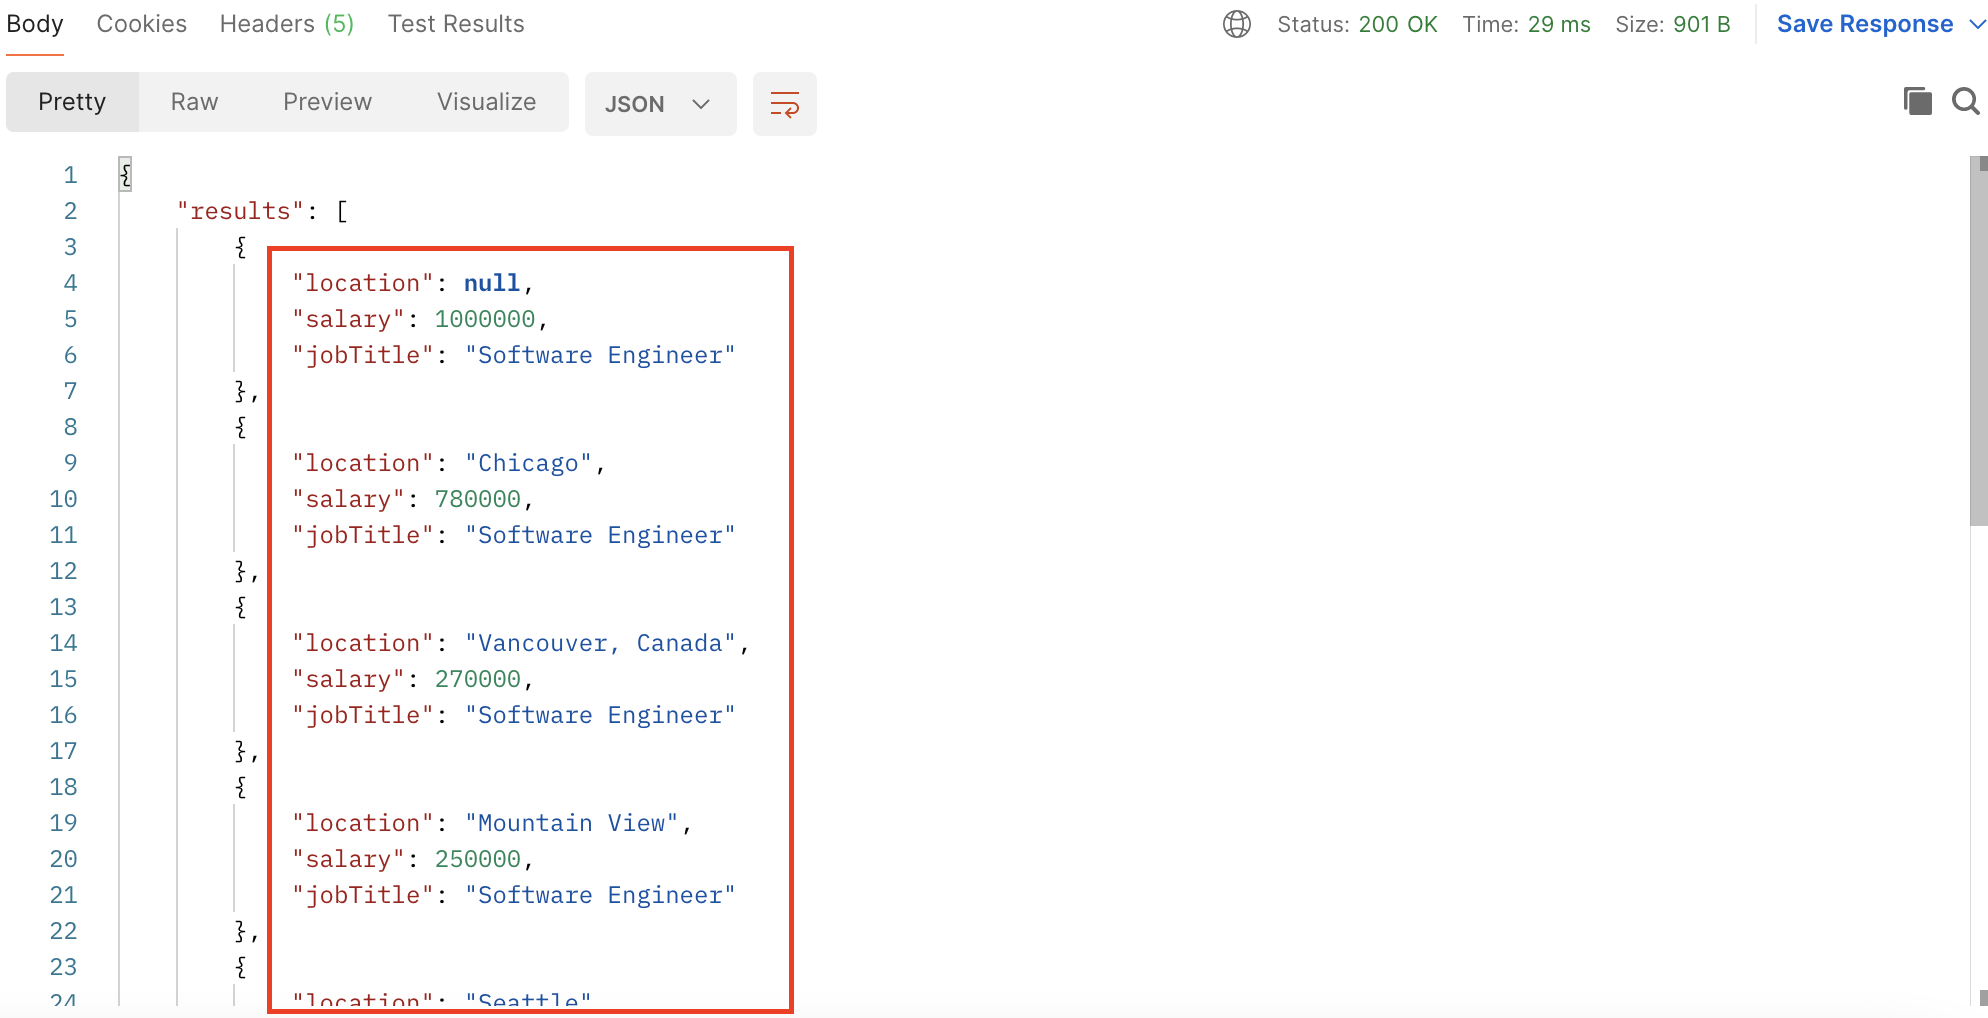 Body Cookies Headers (5) Test Results Status: 200 OK Time: 29 ms Size: 901 B Save Response
Pretty Raw Preview Visualize JSON
1 {
2 "results": [
3 {
4 "location": null,
5 "salary": 1000000,
6 "jobTitle": "Software Engineer"
7 },
8 {
9 "location": "Chicago",
10 "salary": 780000,
11 "jobTitle": "Software Engineer"
12 },
13 {
14 "location": "Vancouver, Canada",
15 "salary": 270000,
16 "jobTitle": "Software Engineer"
17 },
18 {
19 "location": "Mountain View",
20 "salary": 250000,
21 "jobTitle": "Software Engineer"
22 },
23 {
24 "location": "Seattle"